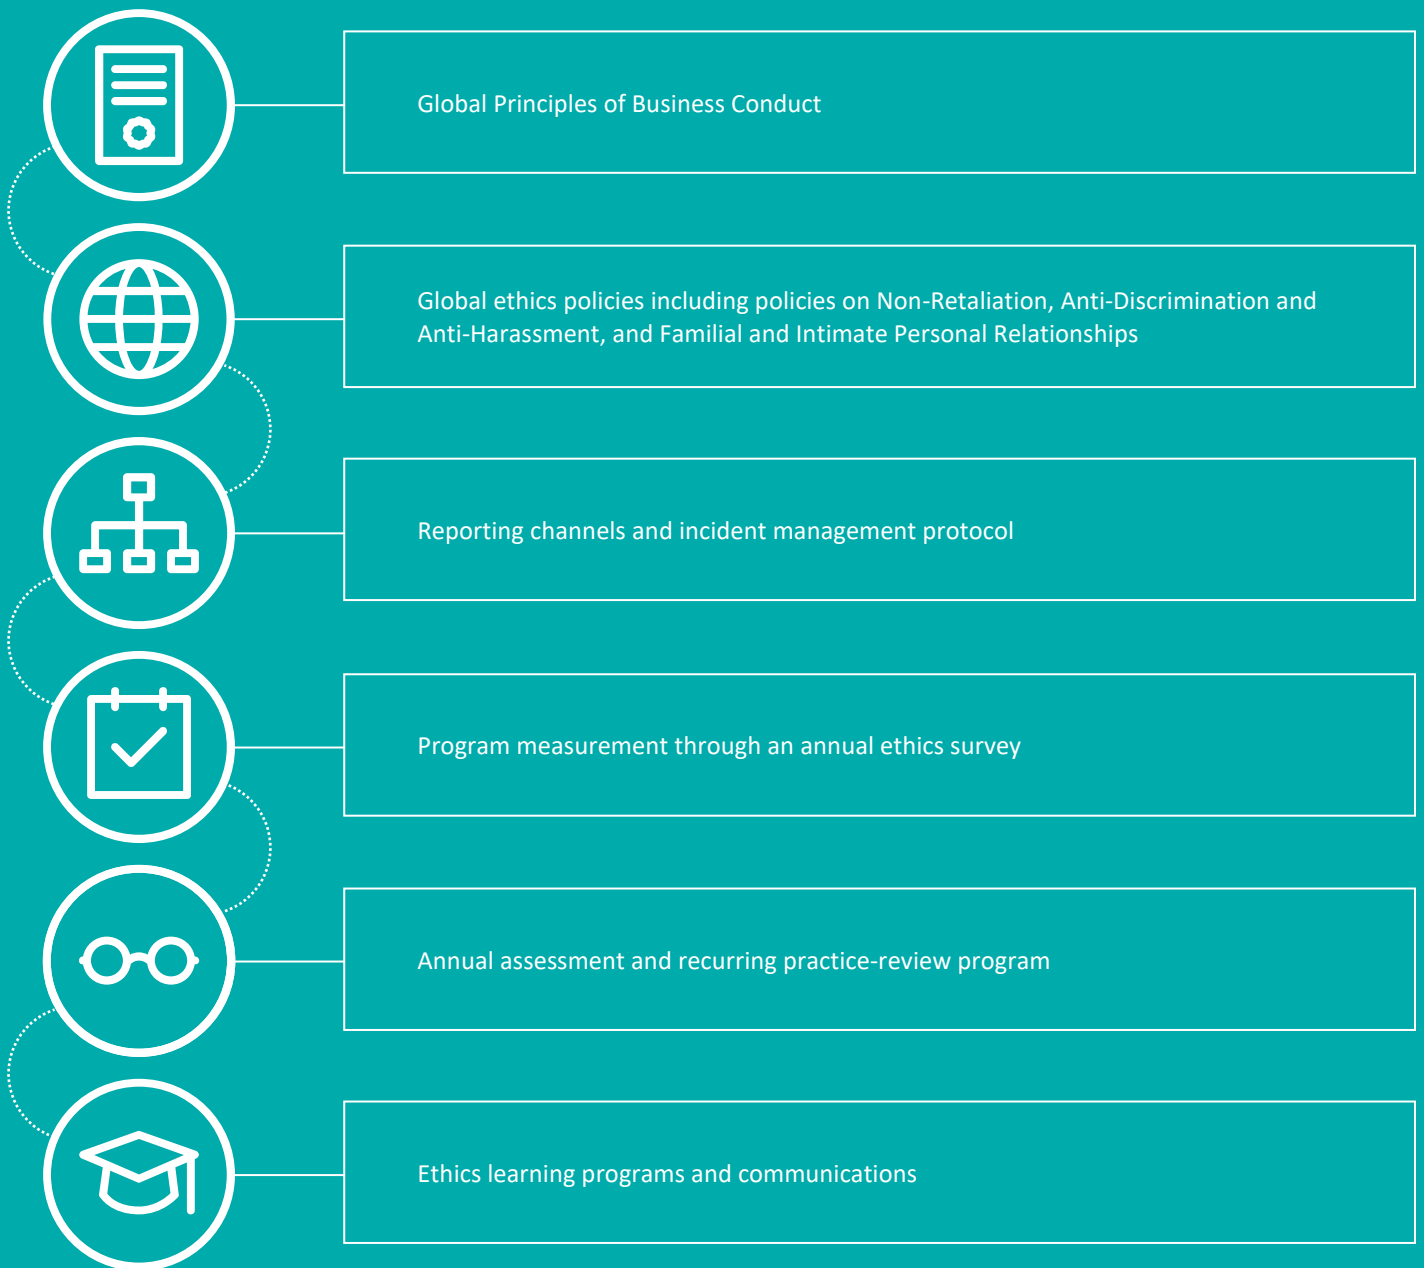 Global Principles of Business Conduct
Global ethics policies including policies on Non-Retaliation, Anti-Discrimination and
Anti-Harassment, and Familial and Intimate Personal Relationships
Reporting channels and incident management protocol
Program measurement through an annual ethics survey
Annual assessment and recurring practice-review program
Ethics learning programs and communications